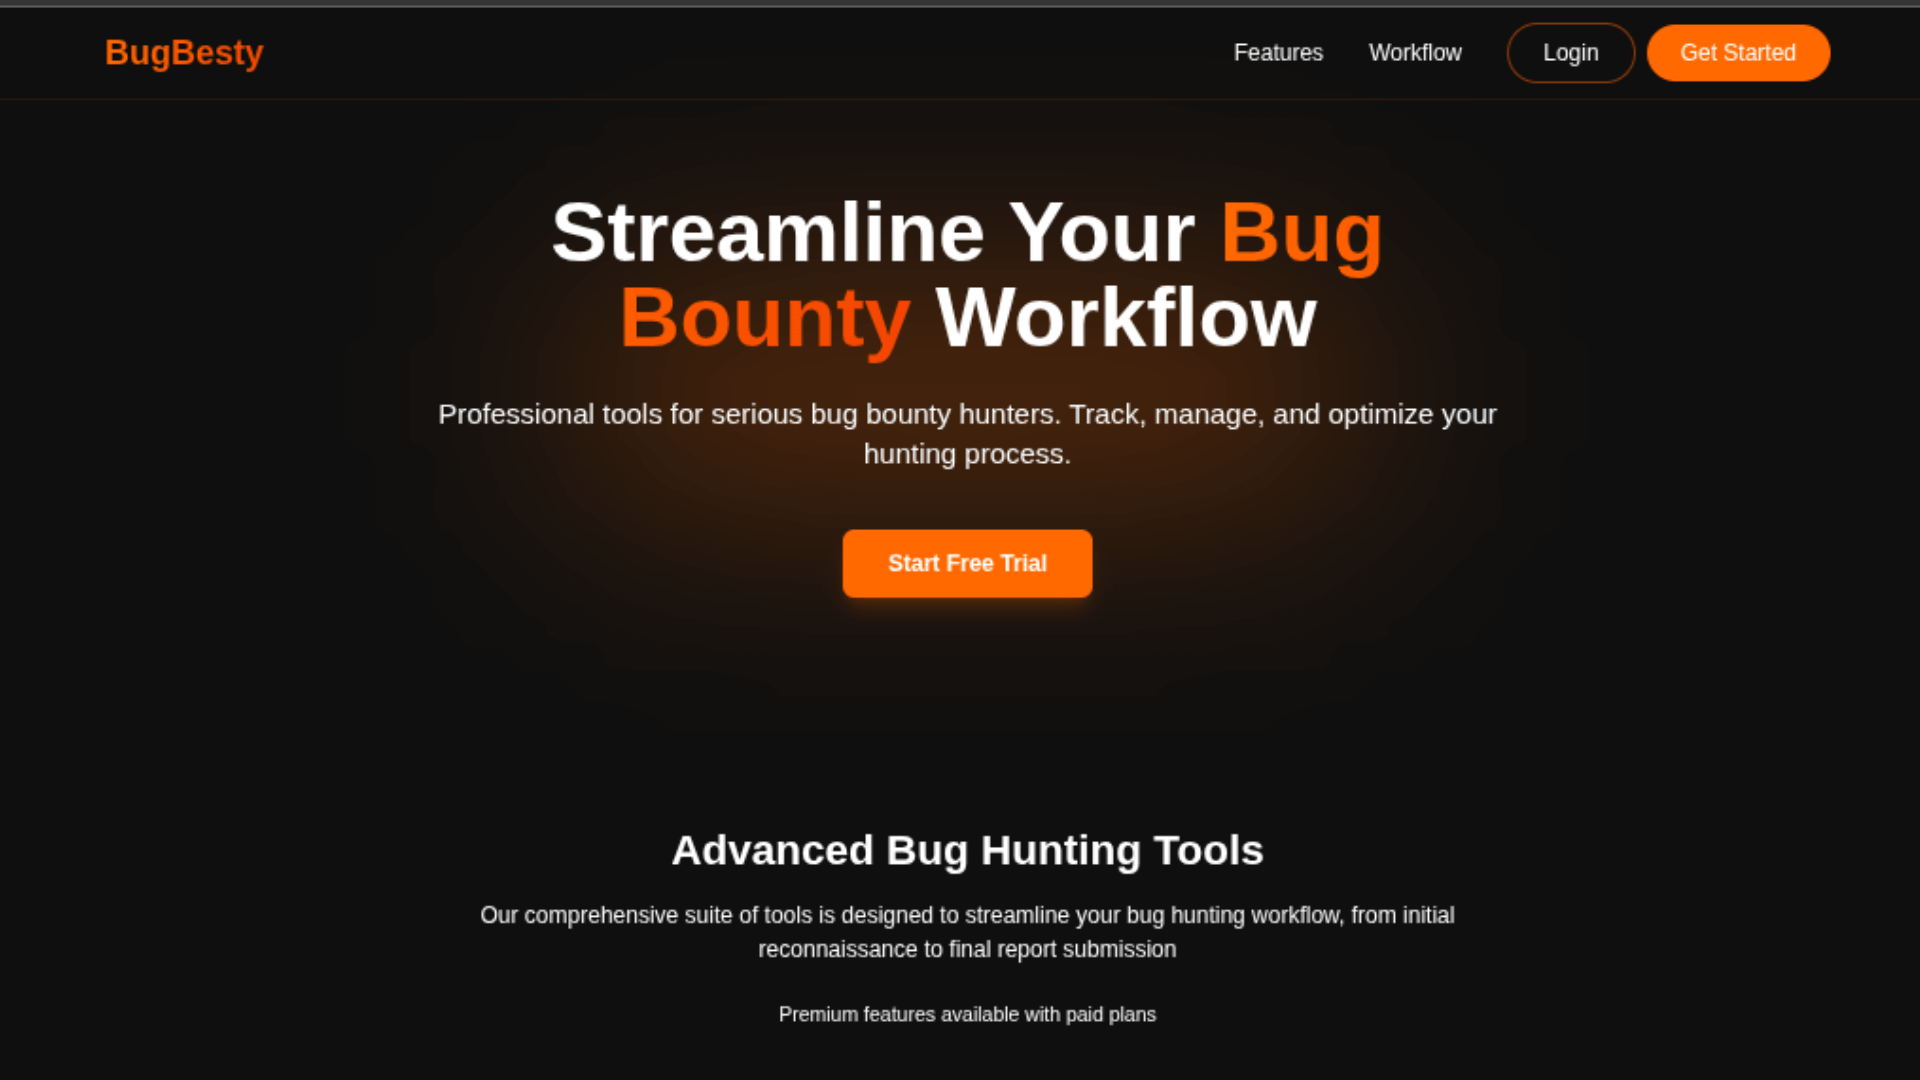 BugBesty
Features
Workflow
Login
Get Started
Streamline Your Bug
Bounty Workflow
Professional tools for serious bug bounty hunters. Track, manage, and optimize your
hunting process.
Start Free Trial
Advanced Bug Hunting Tools
Our comprehensive suite of tools is designed to streamline your bug hunting workflow, from initial
reconnaissance to final report submission
Premium features available with paid plans